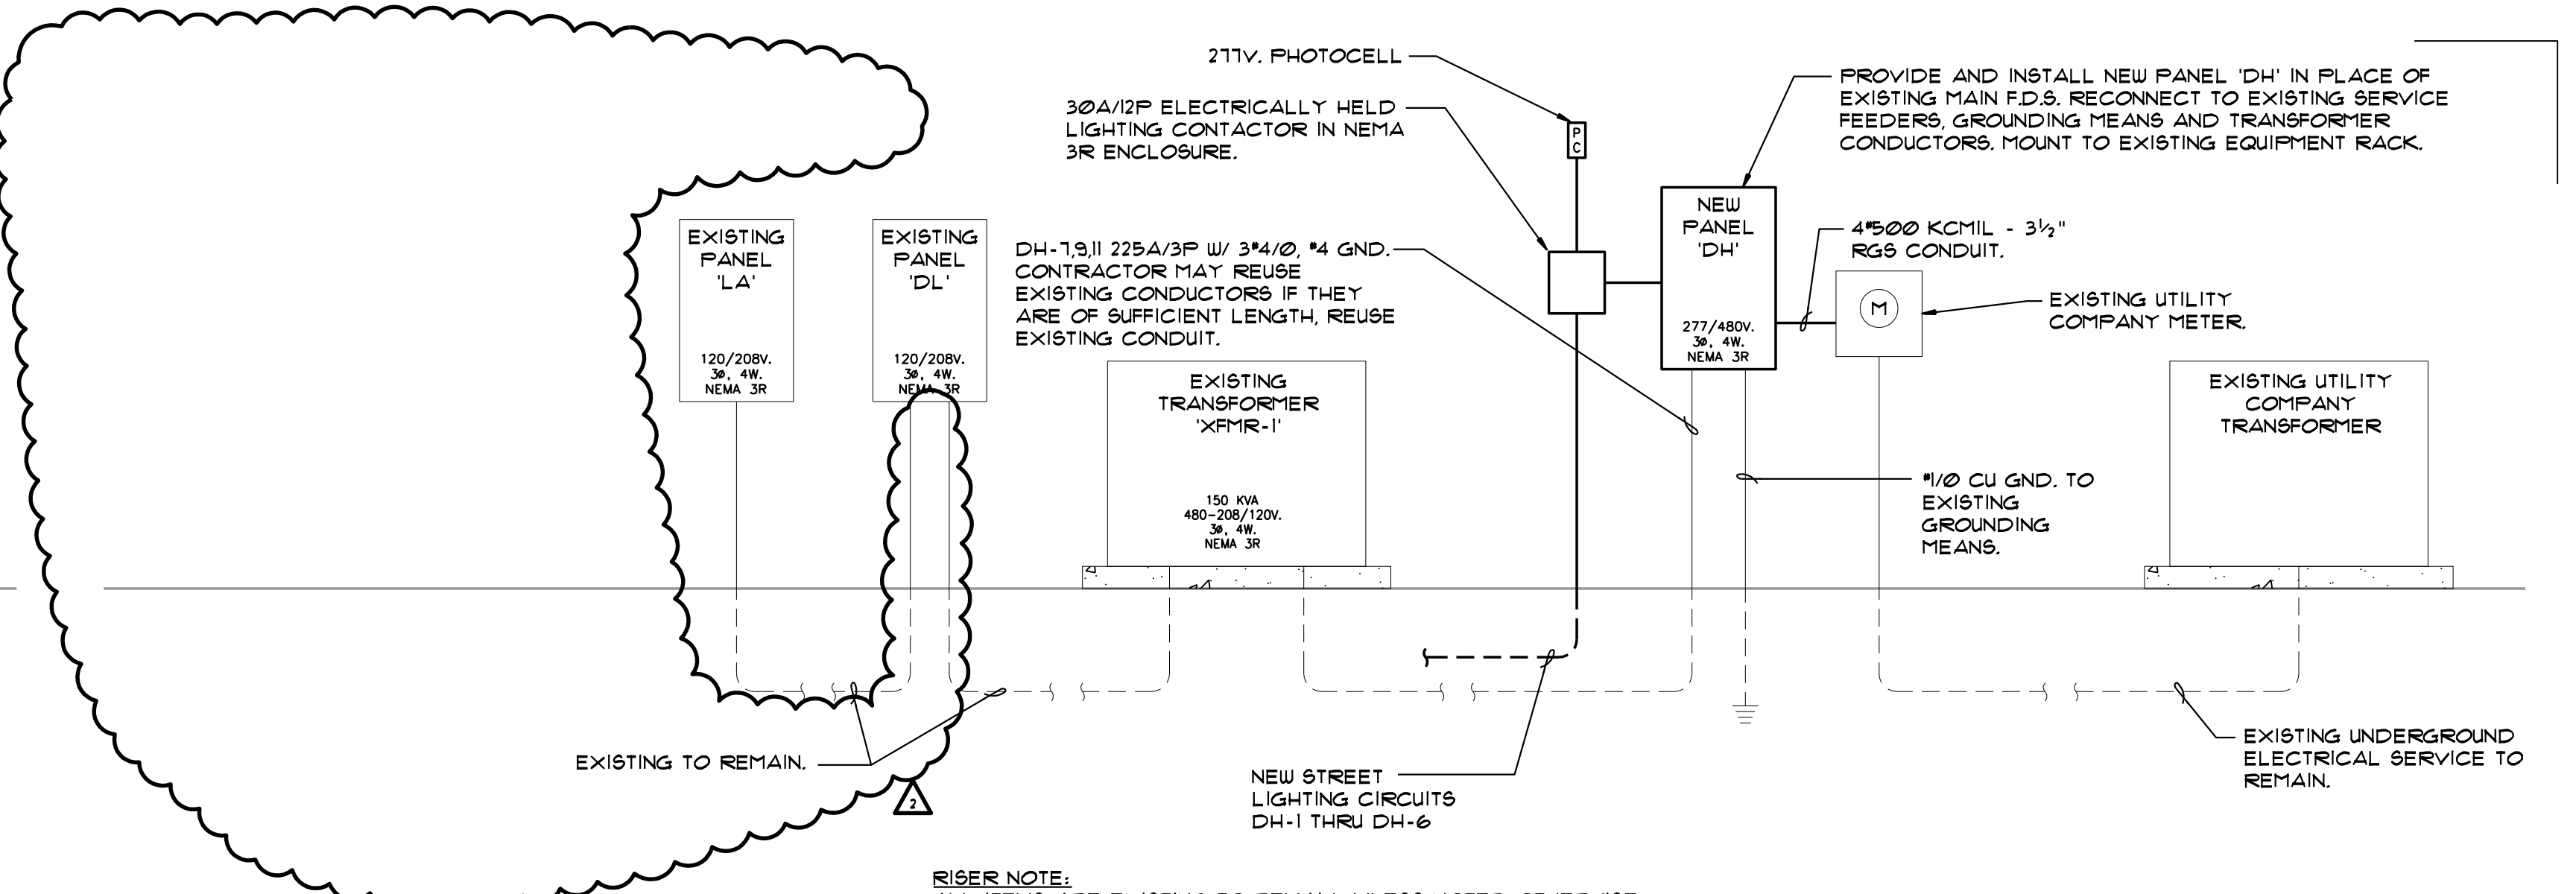 277V. PHOTOCELL
30A/12P ELECTRICALLY HELD
LIGHTING CONTACTOR IN NEMA
3R ENCLOSURE.
P
C
PROVIDE AND INSTALL NEW PANEL 'DH' IN PLACE OF
EXISTING MAIN F.D.S. RECONNECT TO EXISTING SERVICE
FEEDERS, GROUNDING MEANS AND TRANSFORMER
CONDUCTORS. MOUNT TO EXISTING EQUIPMENT RACK.
EXISTING
PANEL
'LA'
120/208V.
3ø, 4W.
NEMA 3R
EXISTING
PANEL
'DL'
120/208V.
3ø, 4W.
NEMA 3R
DH-7,9,11 225A/3P W/ 3#4/0, #4 GND.
CONTRACTOR MAY REUSE
EXISTING CONDUCTORS IF THEY
ARE OF SUFFICIENT LENGTH, REUSE
EXISTING CONDUIT.
NEW
PANEL
'DH'
277/480V.
3ø, 4W.
NEMA 3R
4#500 KCMIL - 3½"
RGS CONDUIT.
M
EXISTING UTILITY
COMPANY METER.
EXISTING
TRANSFORMER
'XFMR-1'
150 KVA
480-208/120V.
3ø, 4W.
NEMA 3R
EXISTING UTILITY
COMPANY
TRANSFORMER
#1/0 CU GND. TO
EXISTING
GROUNDING
MEANS.
EXISTING TO REMAIN.
2
NEW STREET
LIGHTING CIRCUITS
DH-1 THRU DH-6
EXISTING UNDERGROUND
ELECTRICAL SERVICE TO
REMAIN.
RISER NOTE: